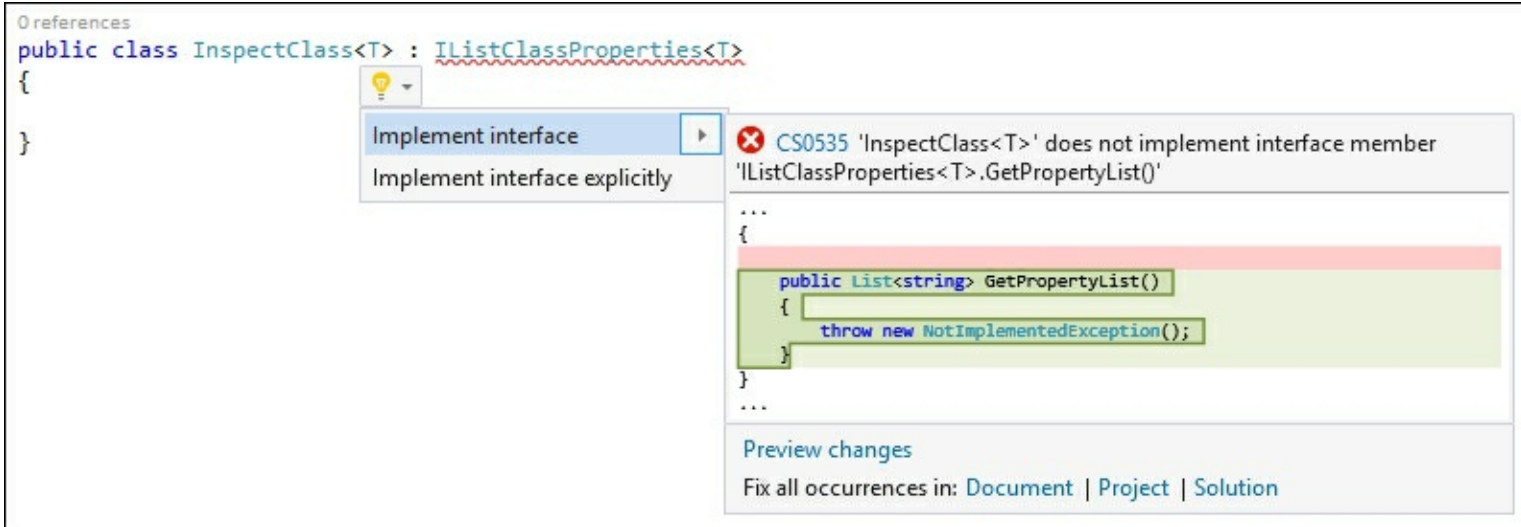 0 references
public class InspectClass<T> : IListClassProperties<T>
{
}
Implement interface
Implement interface explicitly
CS0535 'InspectClass<T>' does not implement interface member
'IListClassProperties<T>.GetPropertyList()'
...
{
public List<string> GetPropertyList()
{
throw new NotImplementedException();
}
}
...
Preview changes
Fix all occurrences in: Document | Project | Solution